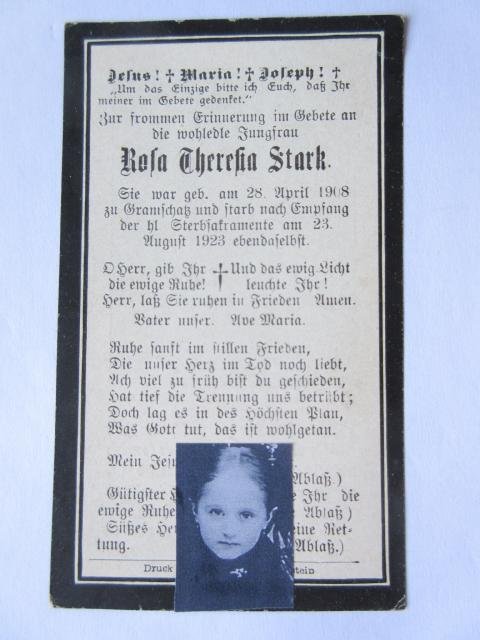 Jesus! † Maria! † Joseph! †
„Um das Einzige bitte ich Euch, daß Ihr
meiner im Gebete gedenket.“
Zur frommen Erinnerung im Gebete an
die wohledle Jungfrau
Rosa Theresia Stark.
Sie war geb. am 28. April 1908
zu Gramschatz und starb nach Empfang
der hl Sterbsakramente am 23.
August 1923 ebendaselbst.
O Herr, gib Ihr † Und das ewig. Licht
die ewige Ruhe! leuchte Ihr!
Herr, laß Sie ruhen in Frieden Amen.
Vater unser. Ave Maria.
Ruhe sanft im stillen Frieden,
Die unser Herz im Tod noch liebt,
Ach viel zu früh bist du geschieden,
Hat tief die Trennung uns betrübt;
Doch lag es in des Höchsten Plan,
Was Gott tut, das ist wohlgetan.
Mein Ablaß.)
Gütigster Ihr die
ewige Ruhe Ablaß)
Süßes eine Ret-
tung. Ablaß.)
Druck